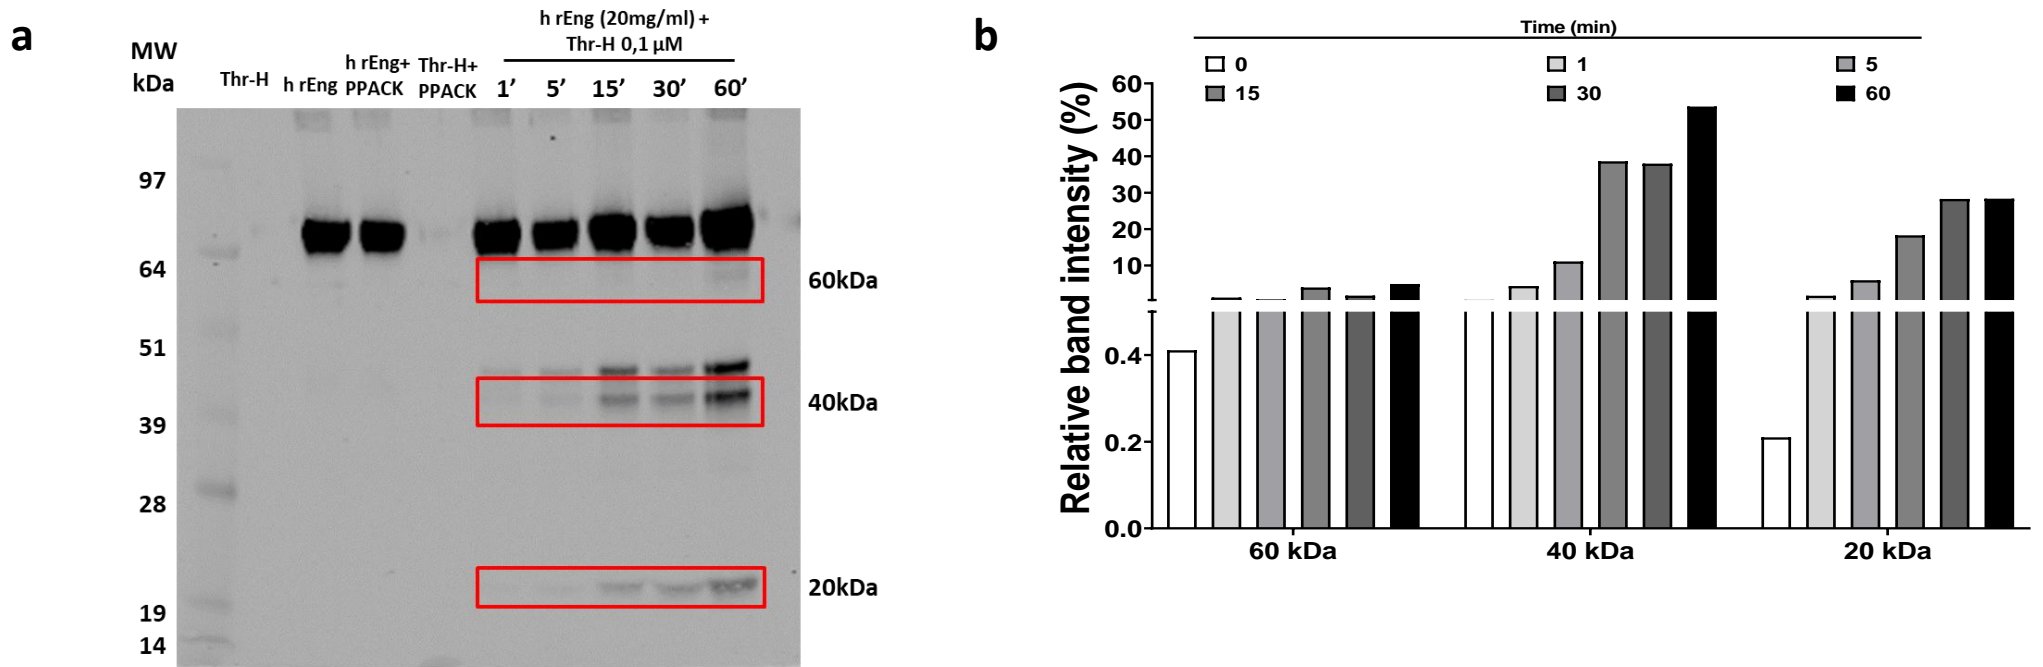 a
MW
kDa
Thr-H
h rEng
h rEng+
PPACK
Thr-H+
PPACK
h rEng (20mg/ml) +
Thr-H 0,1 µM
1’ 5’ 15’ 30’ 60’
97
64
51
39
28
19
14
60kDa
40kDa
20kDa
b
Time (min)
0 1 5
15 30 60
Relative band intensity (%)
60
50
40
30
20
10
0.4
0.2
0.0
60 kDa 40 kDa 20 kDa